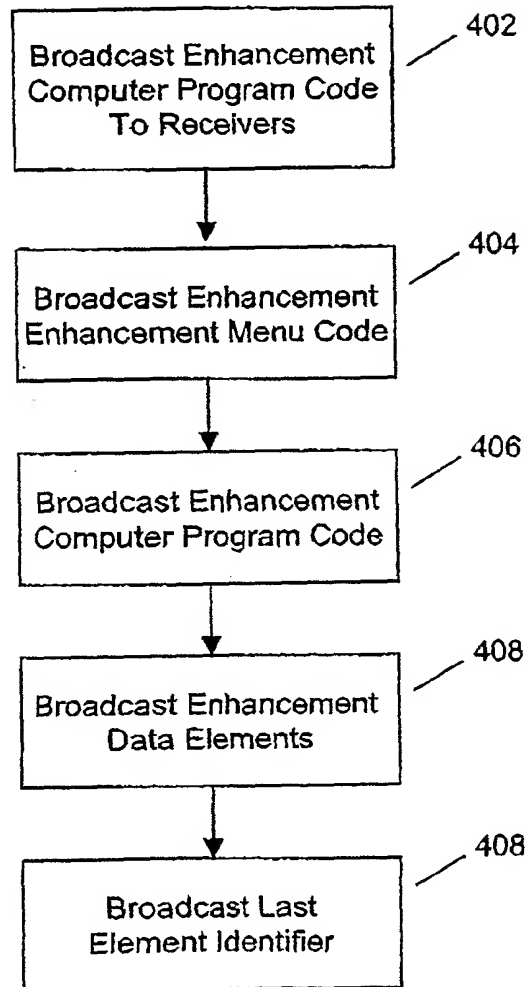 402
Broadcast Enhancement
Computer Program Code
To Receivers
404
Broadcast Enhancement
Enhancement Menu Code
406
Broadcast Enhancement
Computer Program Code
408
Broadcast Enhancement
Data Elements
408
Broadcast Last
Element Identifier